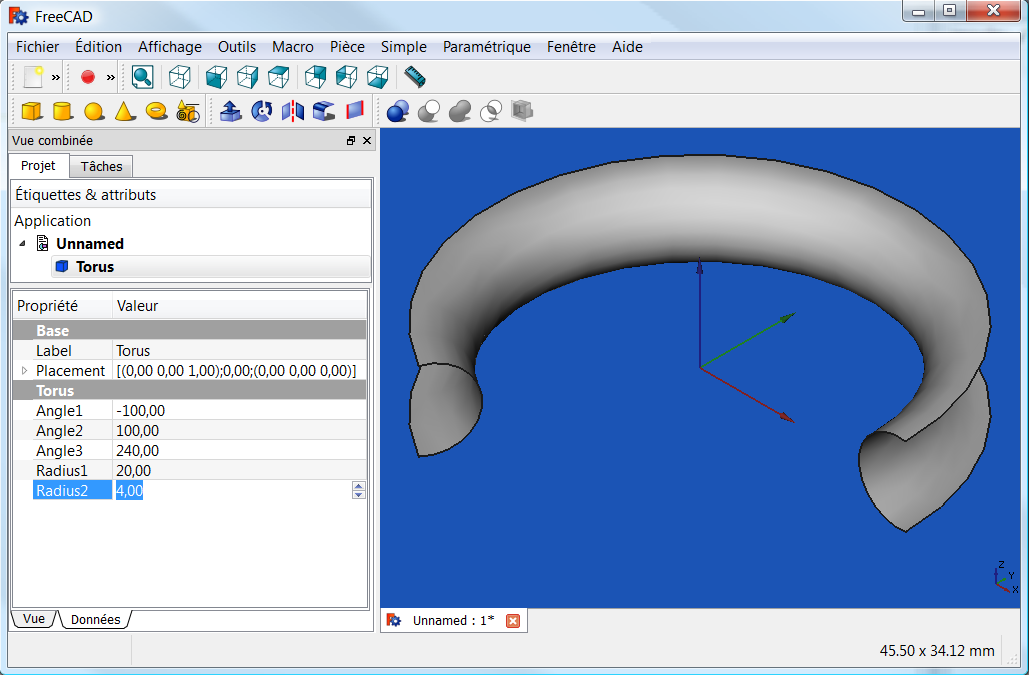 FreeCAD
Fichier Édition Affichage Outils Macro Pièce Simple Paramétrique Fenêtre Aide
» »
Vue combinée
Projet Tâches
Étiquettes & attributs
Application
Unnamed
Torus
Propriété Valeur
Base
Label Torus
Placement [(0,00 0,00 1,00);0,00;(0,00 0,00 0,00)]
Torus
Angle1 -100,00
Angle2 100,00
Angle3 240,00
Radius1 20,00
Radius2 4,00
Z
Y
X
Vue Données
Unnamed : 1*
45.50 x 34.12 mm